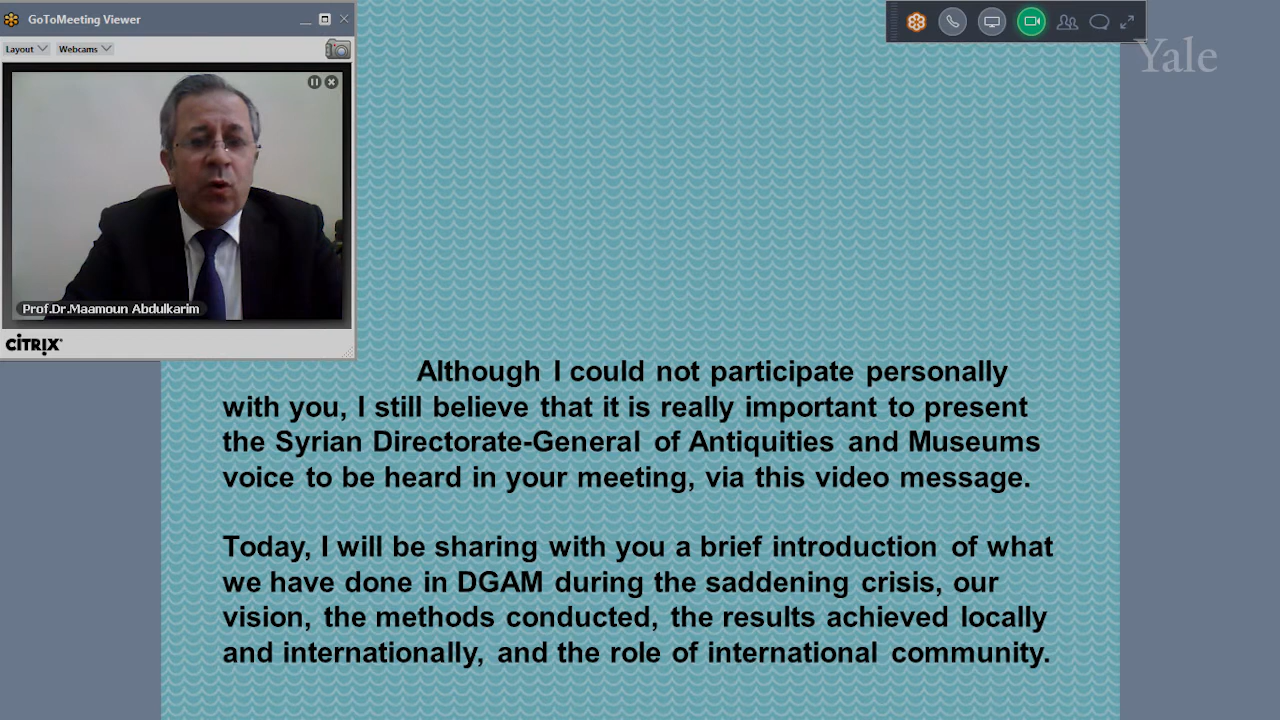 GoToMeeting Viewer
Layout Webcams
Yale
Prof.Dr.Maamoun Abdulkarim
CİTRIX
Although I could not participate personally
with you, I still believe that it is really important to present
the Syrian Directorate-General of Antiquities and Museums
voice to be heard in your meeting, via this video message.
Today, I will be sharing with you a brief introduction of what
we have done in DGAM during the saddening crisis, our
vision, the methods conducted, the results achieved locally
and internationally, and the role of international community.